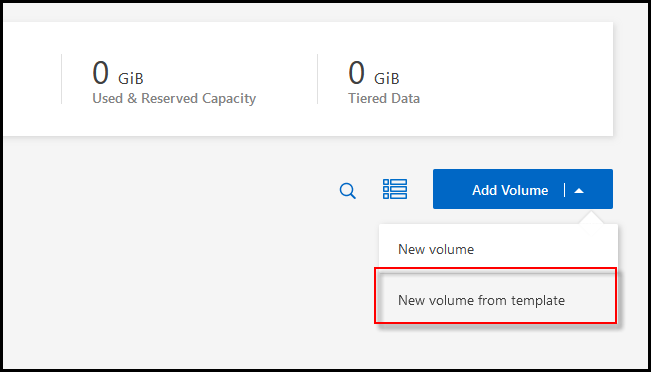 0 GiB
Used & Reserved Capacity
0 GiB
Tiered Data
Add Volume
New volume
New volume from template